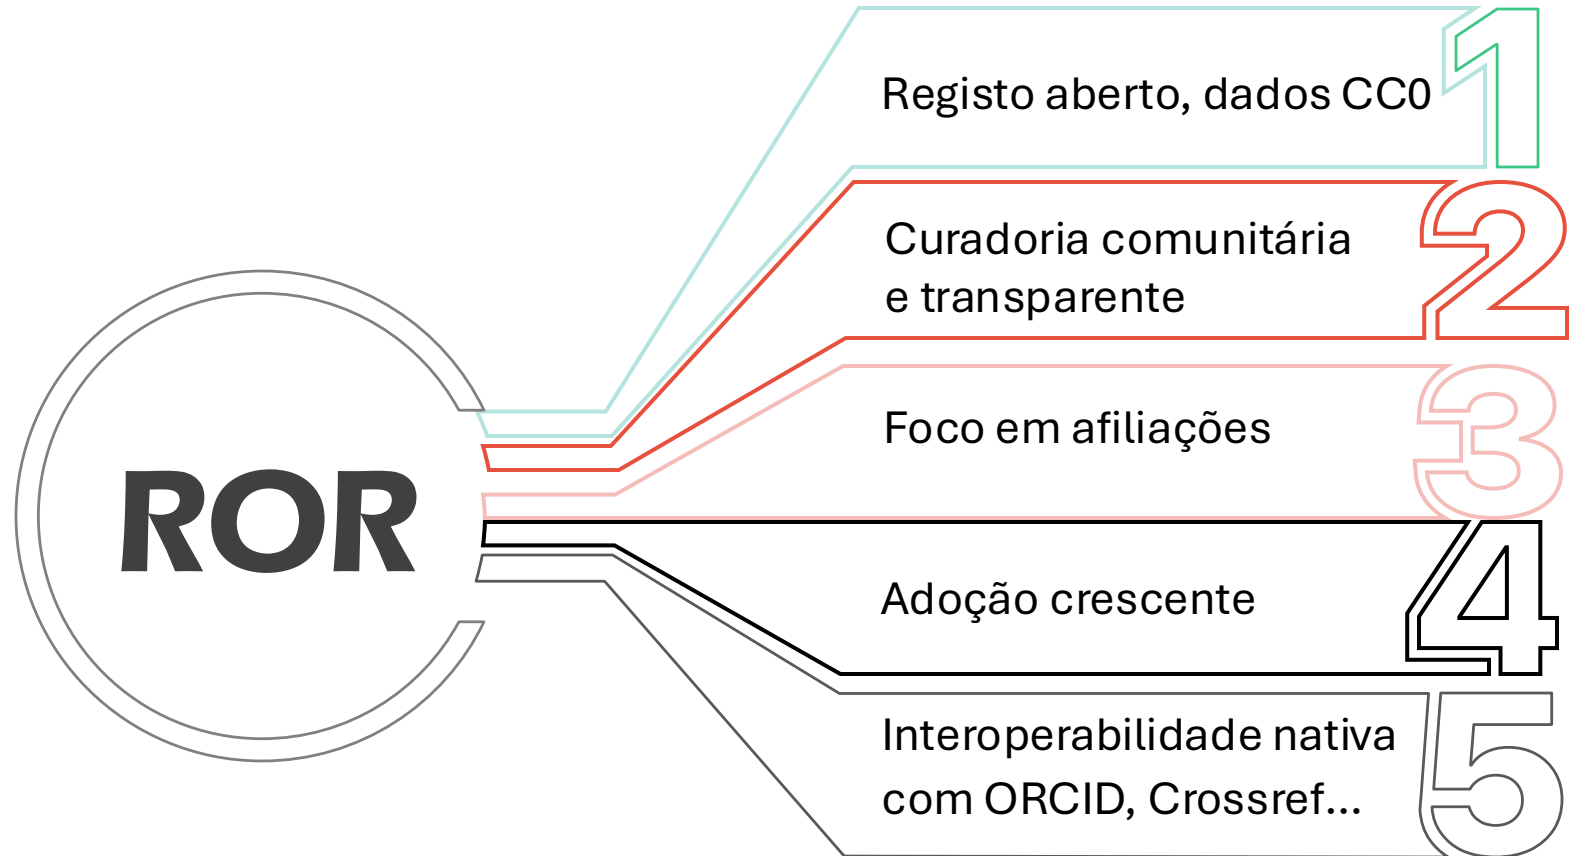 ROR
Registo aberto, dados CC0
1
Curadoria comunitária
e transparente
2
Foco em afiliações
3
Adoção crescente
4
Interoperabilidade nativa
com ORCID, Crossref...
5